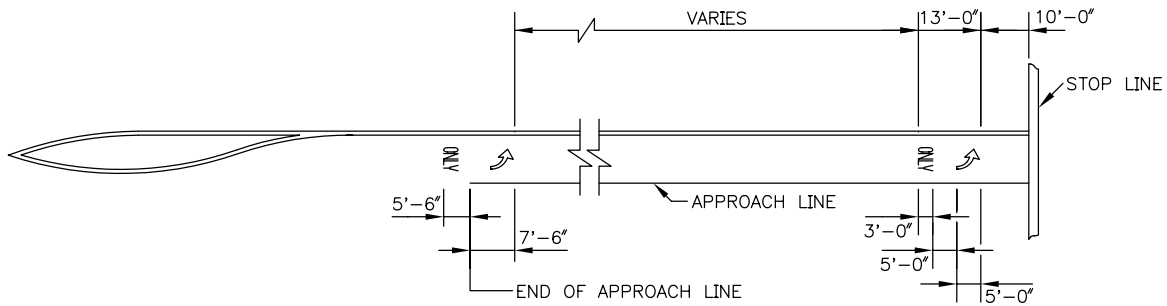 VARIES
13'-0"
10'-0"
STOP LINE
ONLY
ONLY
5'-6"
APPROACH LINE
3'-0"
7'-6"
5'-0"
END OF APPROACH LINE
5'-0"